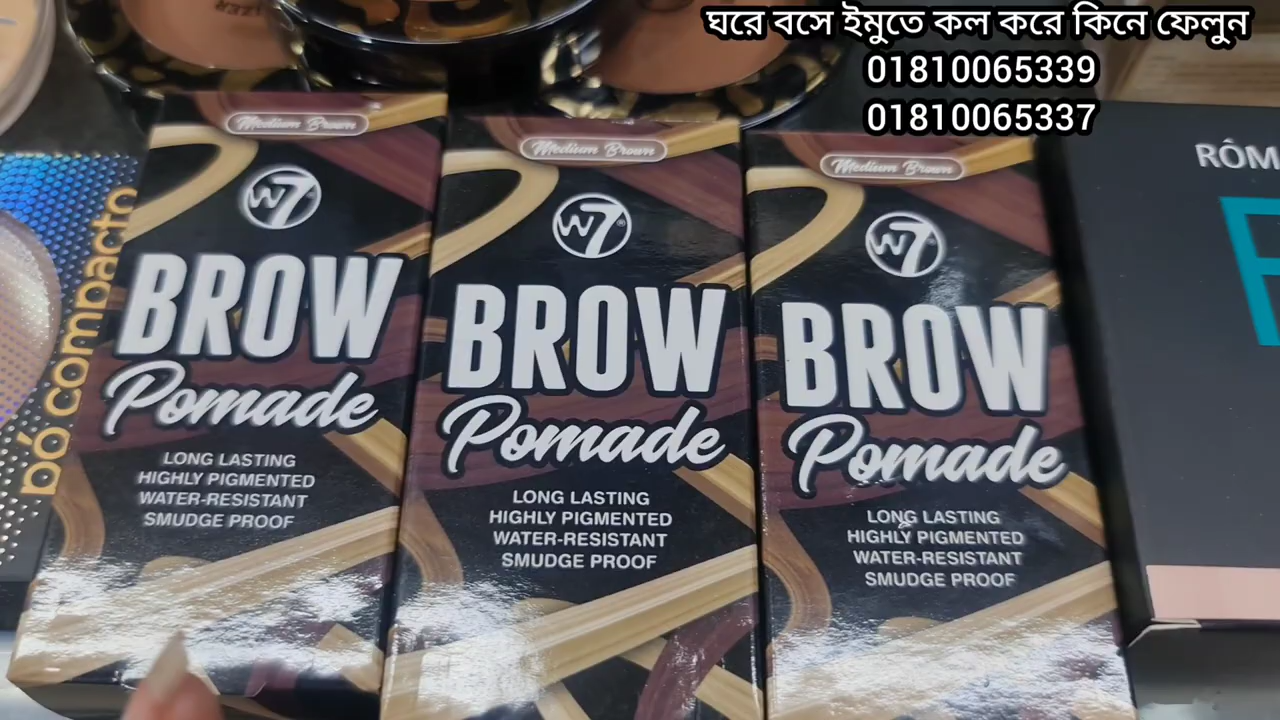 ঘরে বসে ইমুতে কল করে কিনে ফেলুন
01810065339
01810065337
Medium Brown
W7
BROW
Pomade
LONG LASTING
HIGHLY PIGMENTED
WATER-RESISTANT
SMUDGE PROOF
Medium Brown
W7®
BROW
Pomade
LONG LASTING
HIGHLY PIGMENTED
WATER-RESISTANT
SMUDGE PROOF
Medium Brown
W7®
BROW
Pomade
LONG LASTING
HIGHLY PIGMENTED
WATER-RESISTANT
SMUDGE PROOF
pó compacto
RÔM